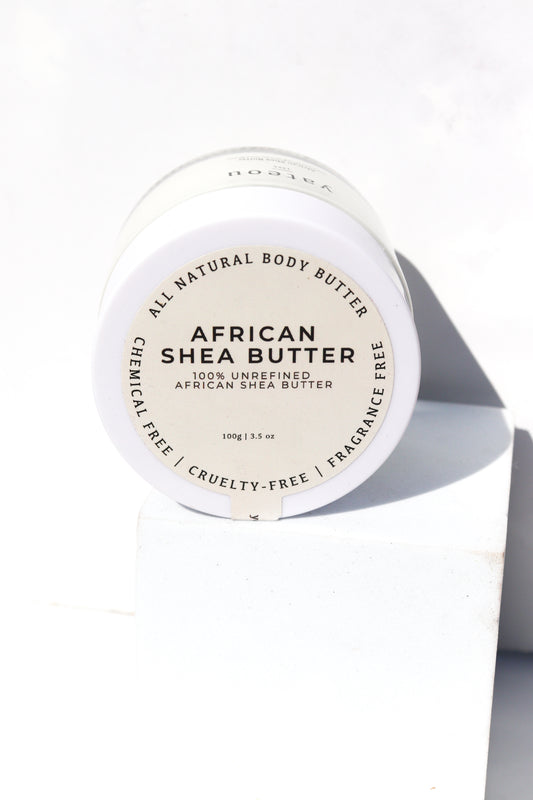 yateou
ALL NATURAL BODY BUTTER
AFRICAN
SHEA BUTTER
100% UNREFINED
AFRICAN SHEA BUTTER
100g | 3.5 oz
CHEMICAL FREE | CRUELTY-FREE | FRAGRANCE FREE
y